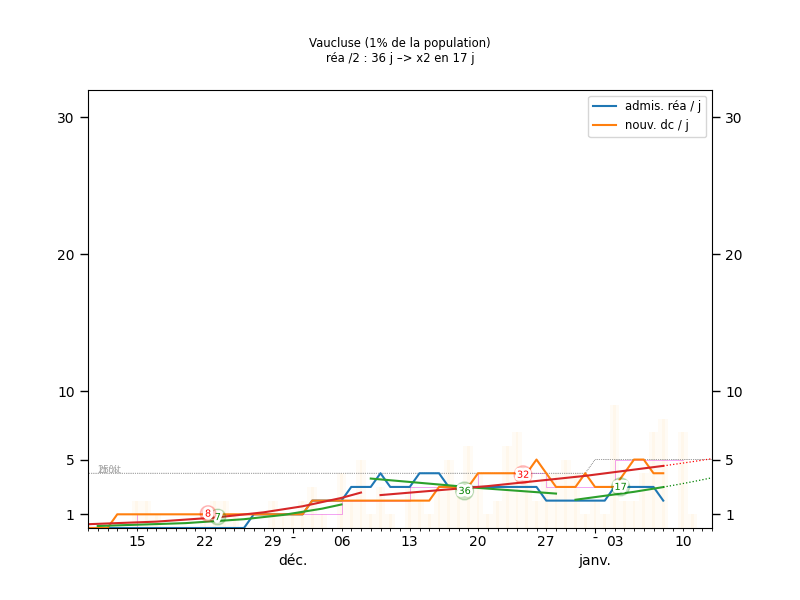 Vaucluse (1% de la population)
réa /2 : 36 j –> x2 en 17 j
admis. réa / j
nouv. dc / j
30 30
20 20
10 10
5 5
1 1
8
7
36
32
17
15 22 29 - 06 13 20 27 - 03 10
déc. janv.